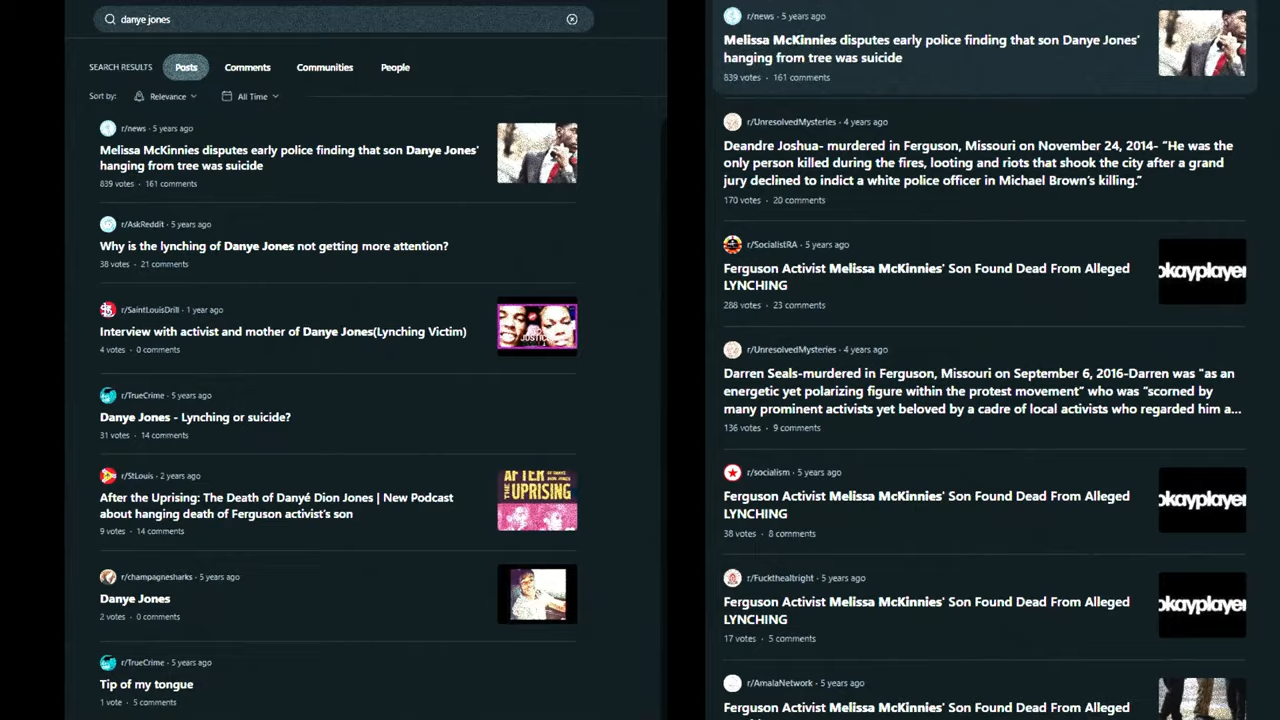 danye jones
SEARCH RESULTS Posts Comments Communities People
Sort by: Relevance All Time
r/news · 5 years ago
Melissa McKinnies disputes early police finding that son Danye Jones'
hanging from tree was suicide
839 votes · 161 comments
r/AskReddit · 5 years ago
Why is the lynching of Danye Jones not getting more attention?
38 votes · 21 comments
r/SaintLouisDrill · 1 year ago
Interview with activist and mother of Danye Jones(Lynching Victim)
4 votes · 0 comments
JUSTICE
r/TrueCrime · 5 years ago
Danye Jones - Lynching or suicide?
31 votes · 14 comments
r/StLouis · 2 years ago
After the Uprising: The Death of Danyé Dion Jones | New Podcast
about hanging death of Ferguson activist's son
9 votes · 14 comments
AFTER
THE UPRISING
r/champagnesharks · 5 years ago
Danye Jones
2 votes · 0 comments
r/TrueCrime · 5 years ago
Tip of my tongue
1 vote · 5 comments
r/news · 5 years ago
Melissa McKinnies disputes early police finding that son Danye Jones'
hanging from tree was suicide
839 votes · 161 comments
r/UnresolvedMysteries · 4 years ago
Deandre Joshua- murdered in Ferguson, Missouri on November 24, 2014- "He was the
only person killed during the fires, looting and riots that shook the city after a grand
jury declined to indict a white police officer in Michael Brown's killing."
170 votes · 20 comments
r/SocialistRA · 5 years ago
Ferguson Activist Melissa McKinnies' Son Found Dead From Alleged
LYNCHING
288 votes · 23 comments
okayplayer
r/UnresolvedMysteries · 4 years ago
Darren Seals-murdered in Ferguson, Missouri on September 6, 2016-Darren was "as an
energetic yet polarizing figure within the protest movement" who was "scorned by
many prominent activists yet beloved by a cadre of local activists who regarded him a...
136 votes · 9 comments
r/socialism · 5 years ago
Ferguson Activist Melissa McKinnies' Son Found Dead From Alleged
LYNCHING
38 votes · 8 comments
okayplayer
r/Fuckthealtright · 5 years ago
Ferguson Activist Melissa McKinnies' Son Found Dead From Alleged
LYNCHING
17 votes · 5 comments
okayplayer
r/AmalaNetwork · 5 years ago
Ferguson Activist Melissa McKinnies' Son Found Dead From Alleged